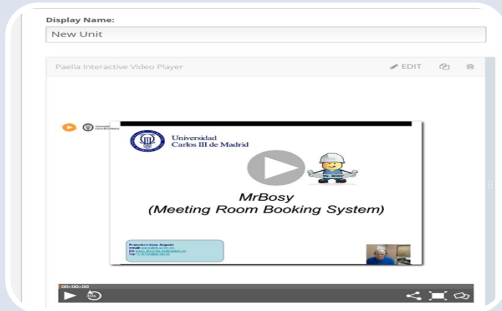 Display Name:
New Unit
Paella Interactive Video Player
EDIT
Universidad
Carlos III de Madrid
MrBosy
(Meeting Room Booking System)
00:00:00